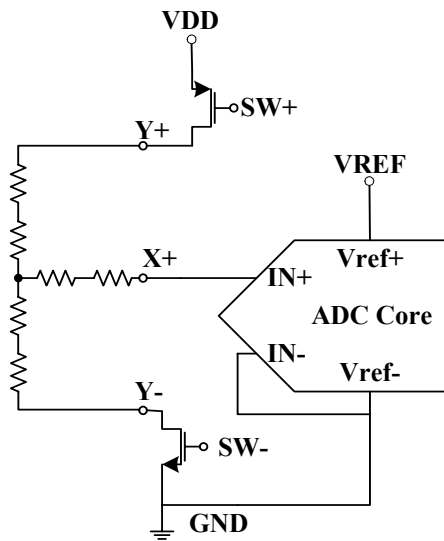 VDD
SW+
Y+
VREF
X+
IN+
Vref+
ADC Core
IN-
Vref-
Y-
SW-
GND